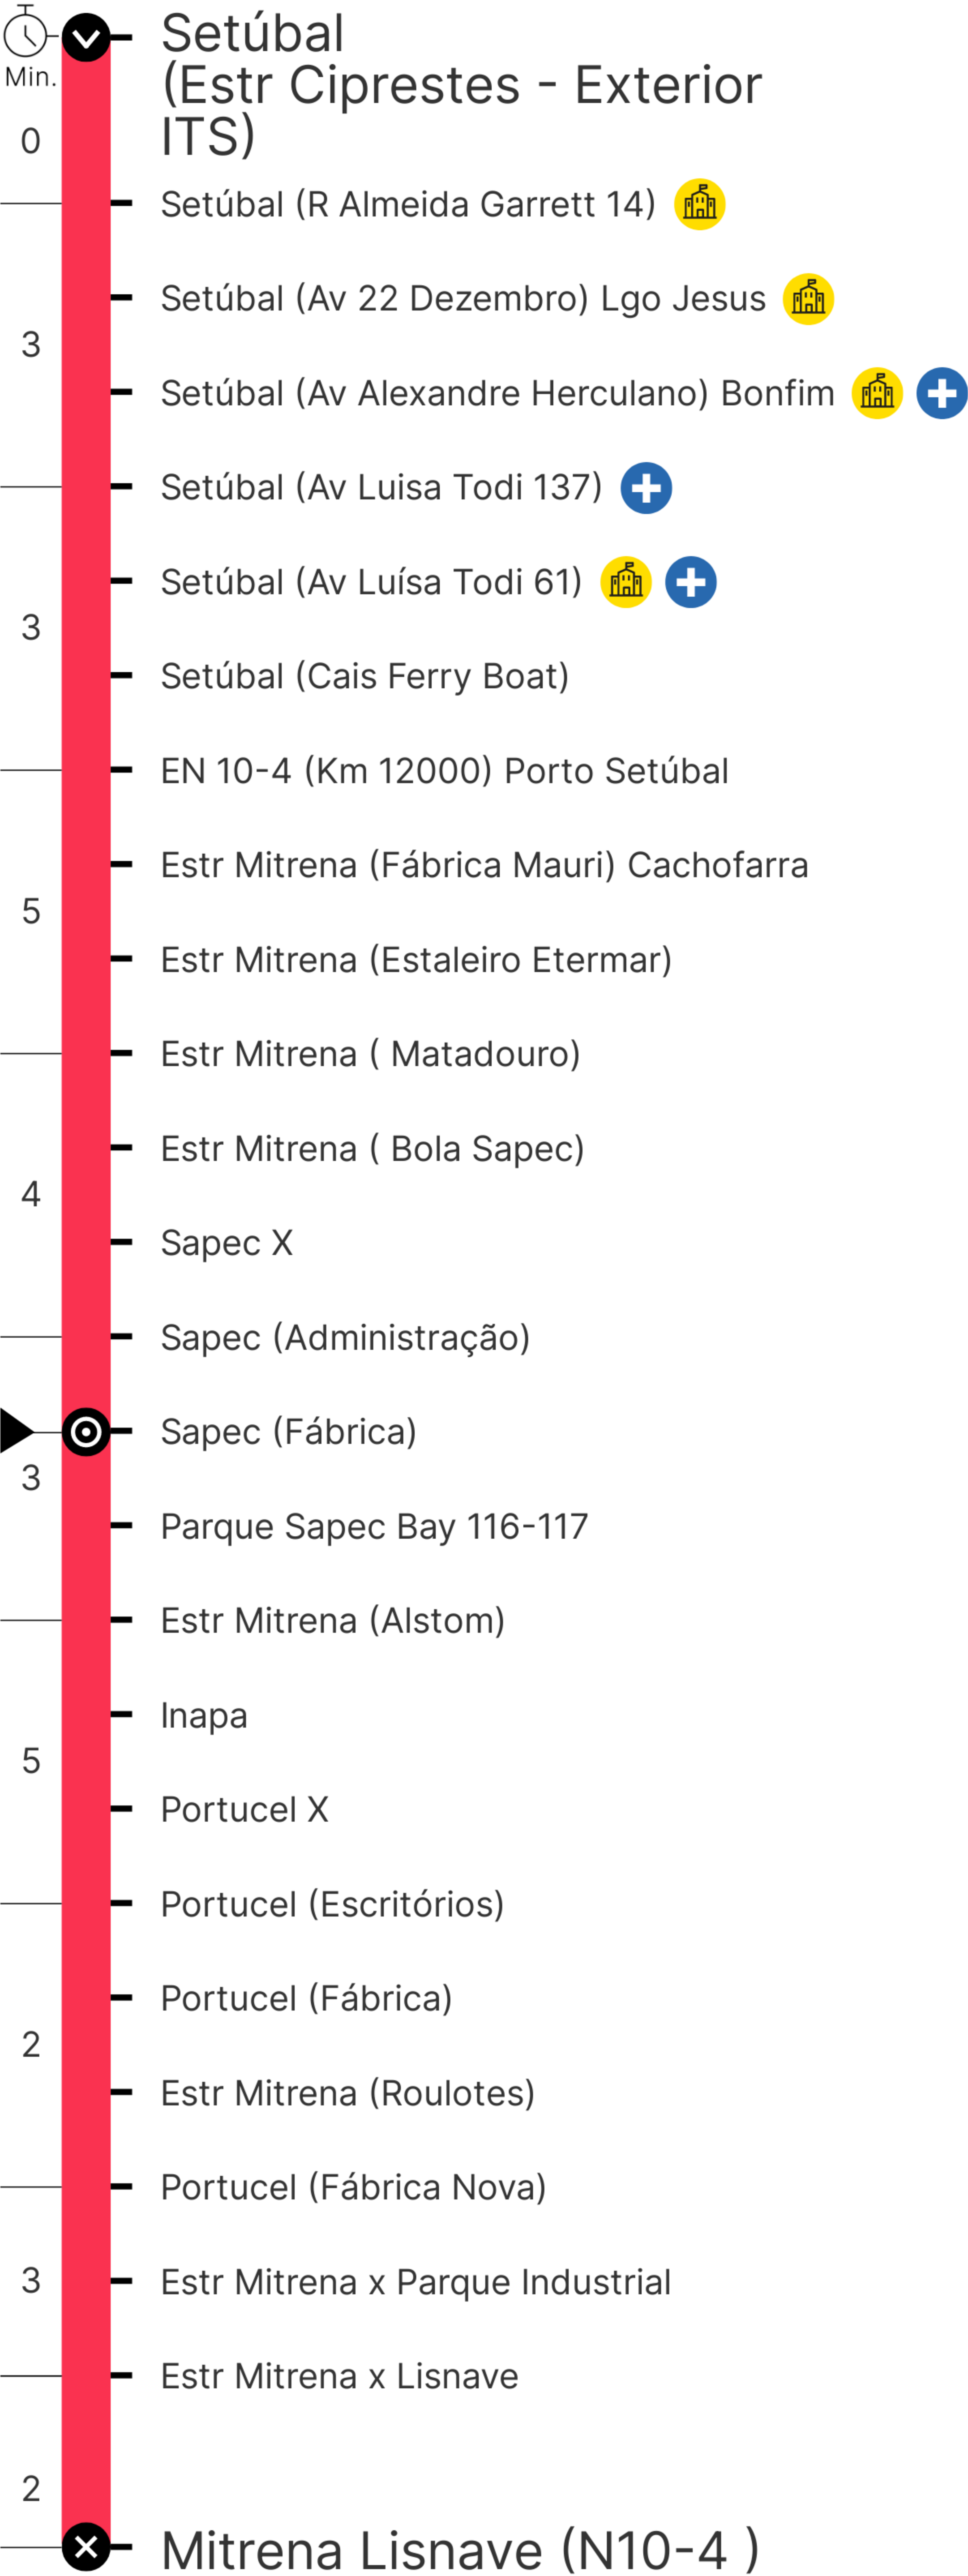 Min.
Setúbal
(Estr Ciprestes - Exterior
ITS)
0
Setúbal (R Almeida Garrett 14)
Setúbal (Av 22 Dezembro) Lgo Jesus
3
Setúbal (Av Alexandre Herculano) Bonfim
Setúbal (Av Luisa Todi 137)
Setúbal (Av Luísa Todi 61)
3
Setúbal (Cais Ferry Boat)
EN 10-4 (Km 12000) Porto Setúbal
Estr Mitrena (Fábrica Mauri) Cachofarra
5
Estr Mitrena (Estaleiro Etermar)
Estr Mitrena ( Matadouro)
Estr Mitrena ( Bola Sapec)
4
Sapec X
Sapec (Administração)
Sapec (Fábrica)
3
Parque Sapec Bay 116-117
Estr Mitrena (Alstom)
Inapa
5
Portucel X
Portucel (Escritórios)
Portucel (Fábrica)
2
Estr Mitrena (Roulotes)
Portucel (Fábrica Nova)
3
Estr Mitrena x Parque Industrial
Estr Mitrena x Lisnave
2
Mitrena Lisnave (N10-4 )